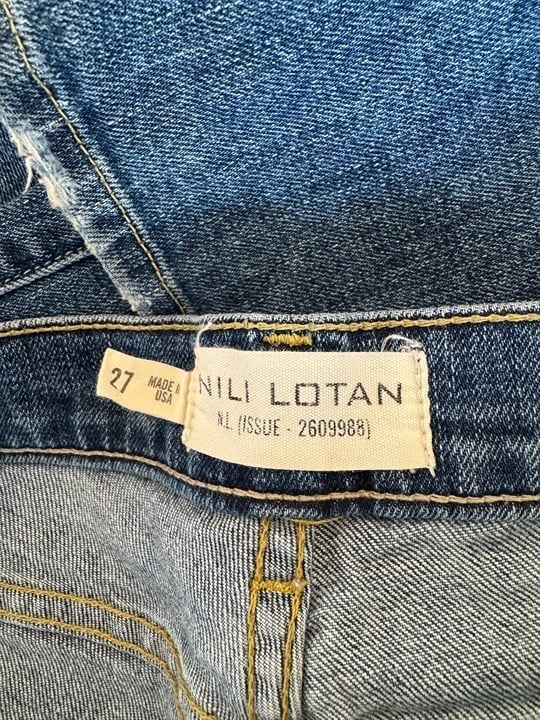 27
MADE IN
USA
NILI LOTAN
N.L. (ISSUE - 2609988)